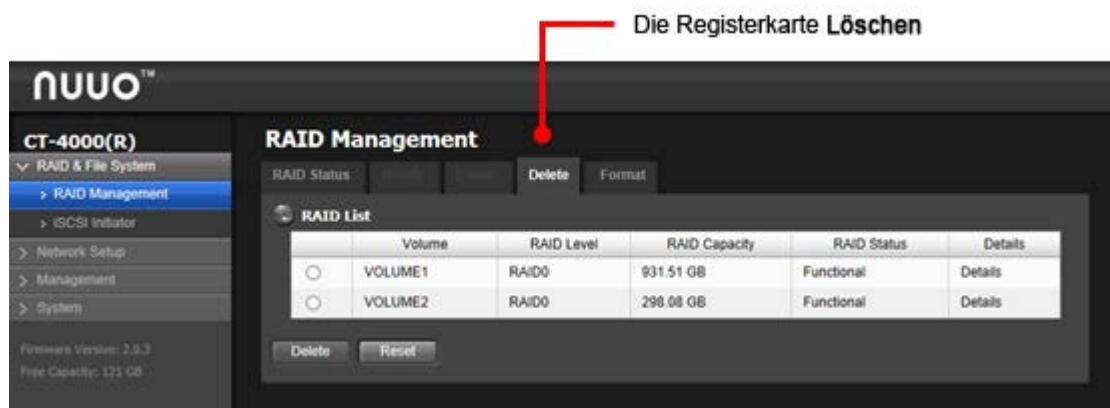 Die Registerkarte Löschen
nuuo™
CT-4000(R)
RAID & File System
> RAID Management
> iSCSI Initiator
> Network Setup
> Management
> System
Firmware Version: 2.0.3
Free Capacity: 121 GB
RAID Management
RAID Status Delete Format
RAID List
Volume RAID Level RAID Capacity RAID Status Details
VOLUME1 RAID0 931.51 GB Functional Details
VOLUME2 RAID0 298.08 GB Functional Details
Delete Reset